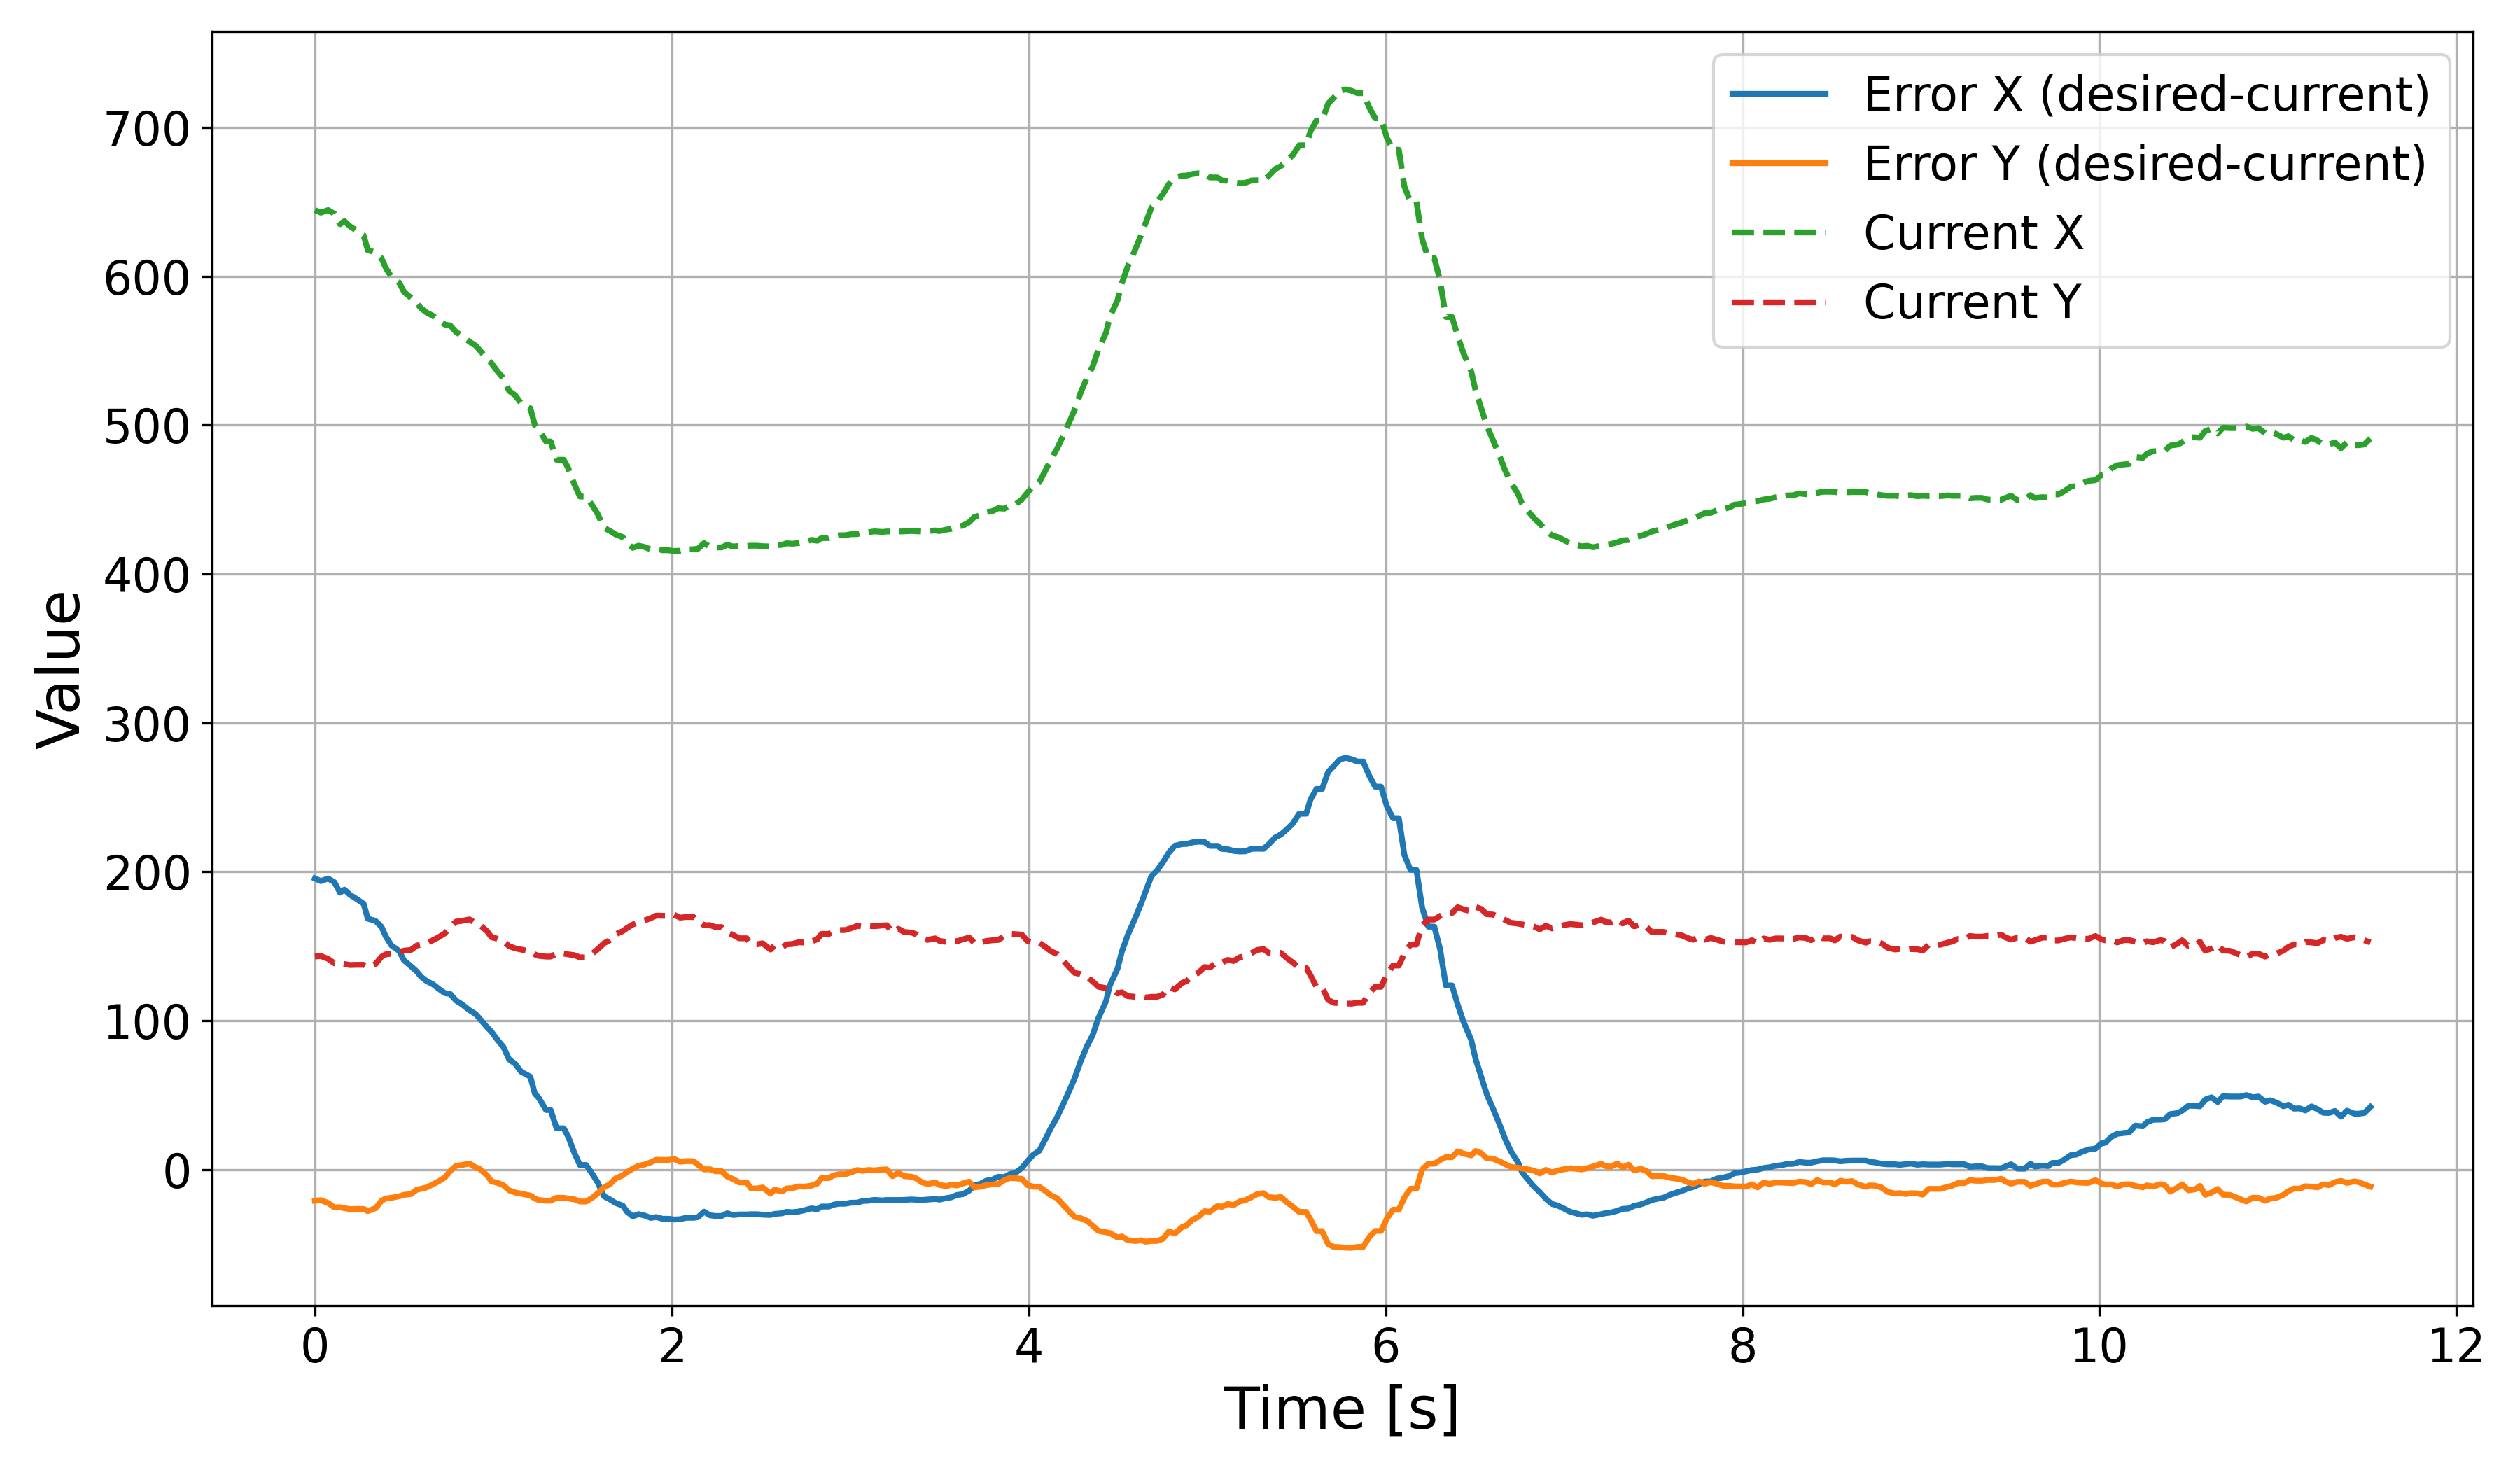 Error X (desired-current)
Error Y (desired-current)
Current X
Current Y
Value
700
600
500
400
300
200
100
0
0 2 4 6 8 10 12
Time [s]